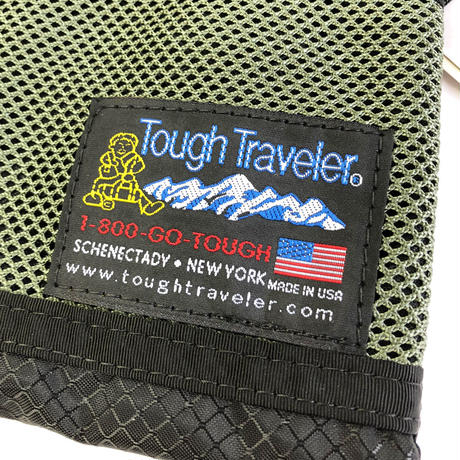 Tough Traveler®
1-800-GO-TOUGH
SCHENECTADY • NEW YORK
MADE IN USA
www.toughtraveler.com